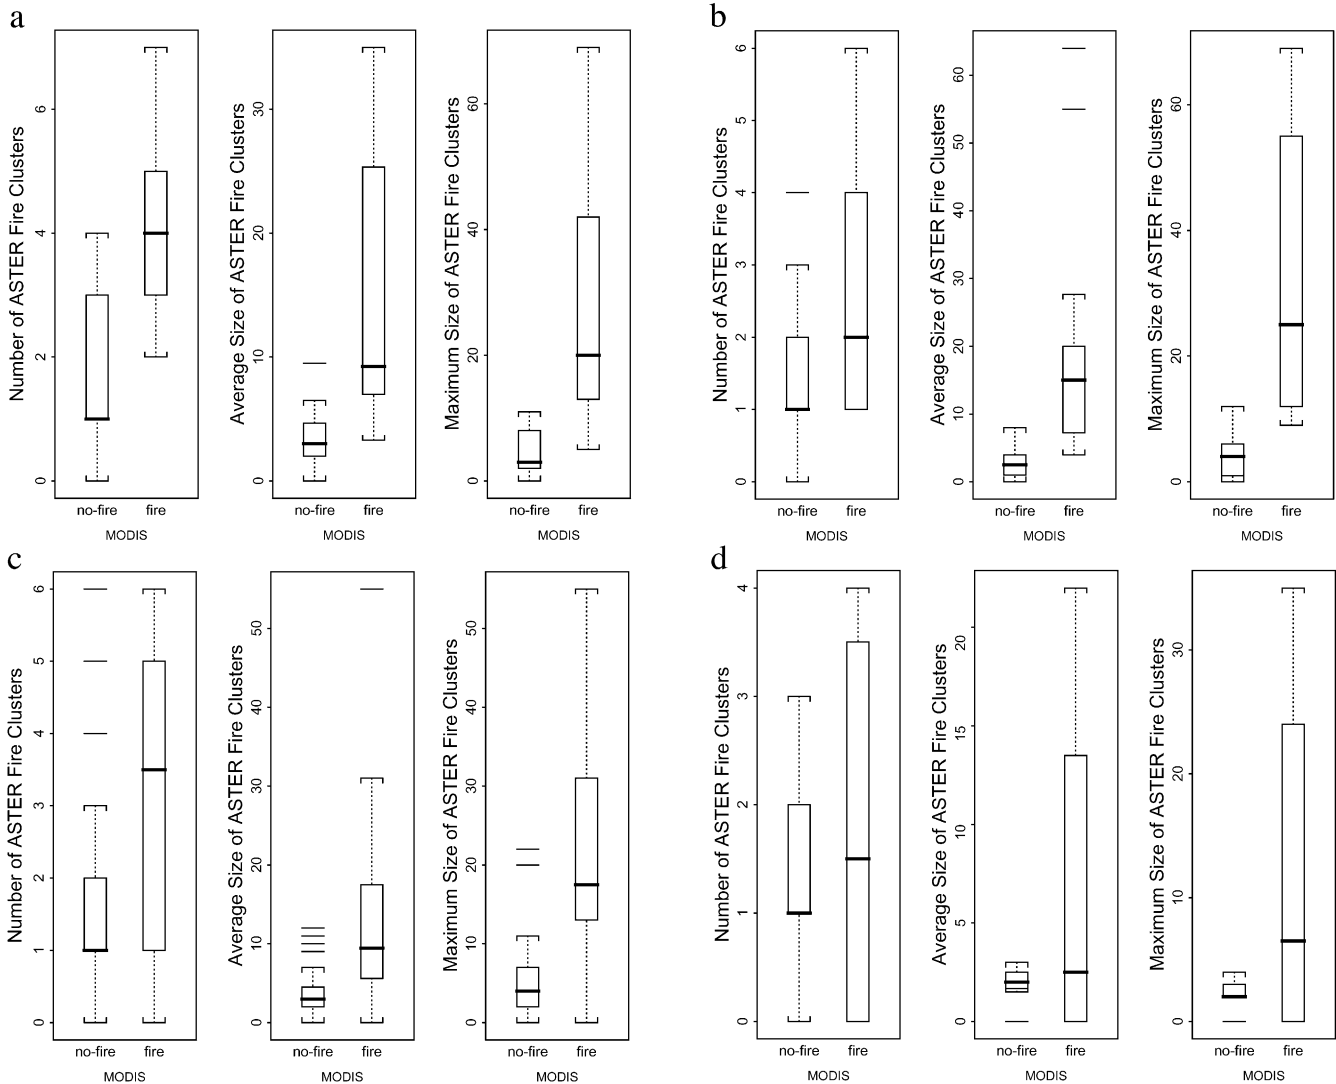 a
Number of ASTER Fire Clusters
0 2 4 6
no-fire fire
MODIS
Average Size of ASTER Fire Clusters
0 10 20 30
no-fire fire
MODIS
Maximum Size of ASTER Fire Clusters
0 20 40 60
no-fire fire
MODIS
b
Number of ASTER Fire Clusters
0 1 2 3 4 5 6
no-fire fire
MODIS
Average Size of ASTER Fire Clusters
0 10 20 30 40 50 60
no-fire fire
MODIS
Maximum Size of ASTER Fire Clusters
0 20 40 60
no-fire fire
MODIS
c
Number of ASTER Fire Clusters
0 1 2 3 4 5 6
no-fire fire
MODIS
Average Size of ASTER Fire Clusters
0 10 20 30 40 50
no-fire fire
MODIS
Maximum Size of ASTER Fire Clusters
0 10 20 30 40 50
no-fire fire
MODIS
d
Number of ASTER Fire Clusters
0 1 2 3 4
no-fire fire
MODIS
Average Size of ASTER Fire Clusters
0 5 10 15 20
no-fire fire
MODIS
Maximum Size of ASTER Fire Clusters
0 10 20 30
no-fire fire
MODIS